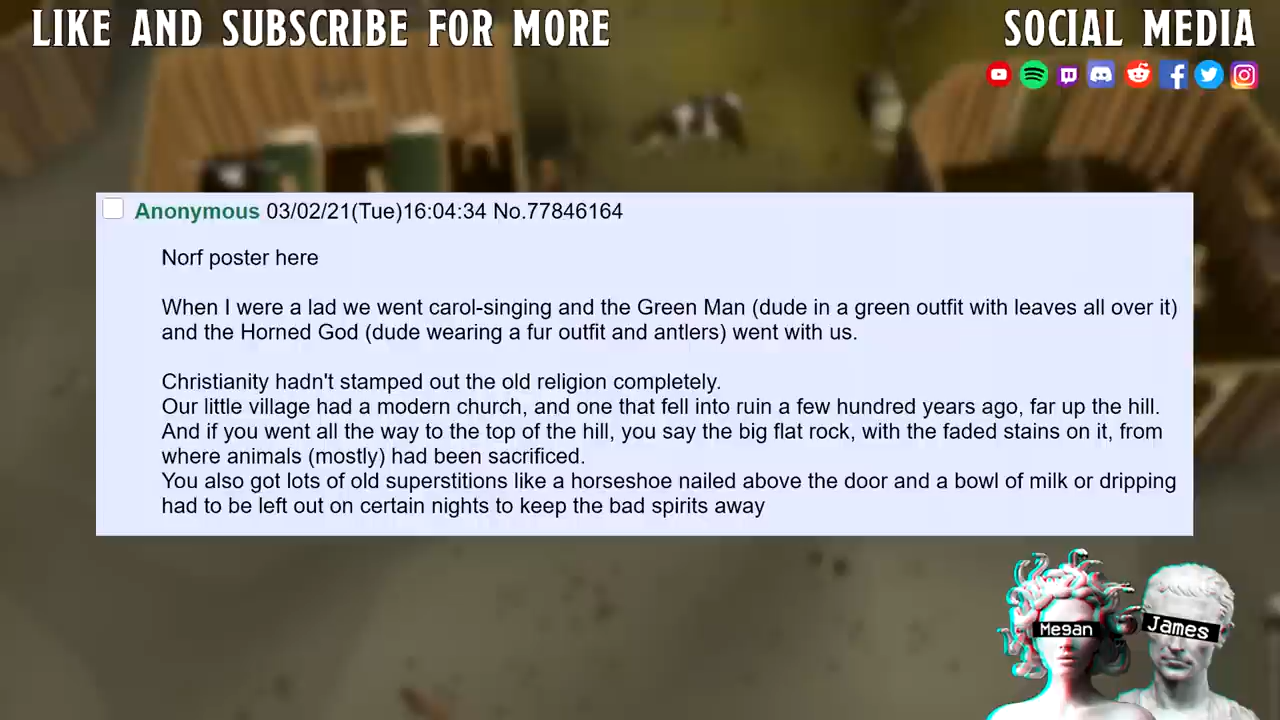 LIKE AND SUBSCRIBE FOR MORE
SOCIAL MEDIA
Anonymous 03/02/21(Tue)16:04:34 No.77846164
Norf poster here
When I were a lad we went carol-singing and the Green Man (dude in a green outfit with leaves all over it)
and the Horned God (dude wearing a fur outfit and antlers) went with us.
Christianity hadn't stamped out the old religion completely.
Our little village had a modern church, and one that fell into ruin a few hundred years ago, far up the hill.
And if you went all the way to the top of the hill, you say the big flat rock, with the faded stains on it, from
where animals (mostly) had been sacrificed.
You also got lots of old superstitions like a horseshoe nailed above the door and a bowl of milk or dripping
had to be left out on certain nights to keep the bad spirits away
Megan
James